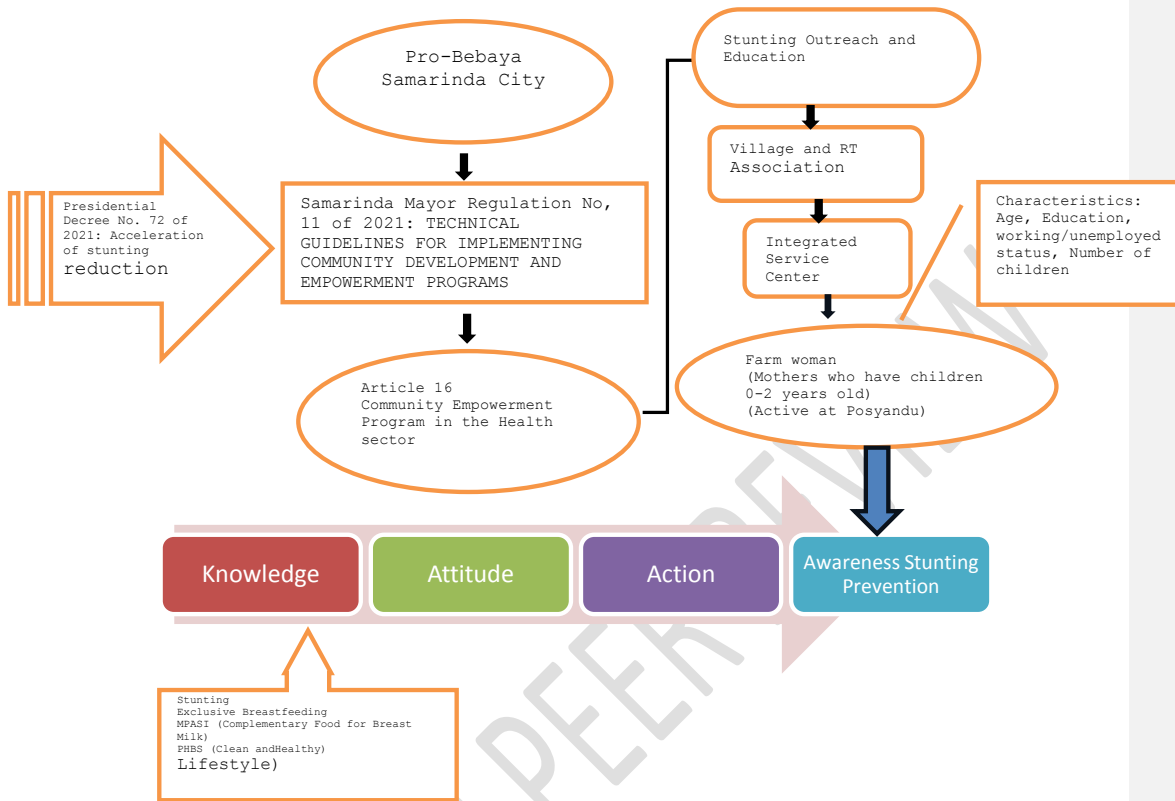 Pro-Bebaya
Samarinda City
Presidential
Decree No. 72 of
2021: Acceleration
of stunting
reduction
Samarinda Mayor Regulation No,
11 of 2021: TECHNICAL
GUIDELINES FOR IMPLEMENTING
COMMUNITY DEVELOPMENT AND
EMPOWERMENT PROGRAMS
Article 16
Community Empowerment
Program in the Health
sector
Stunting Outreach and
Education
Village and RT
Association
Integrated
Service
Center
Characteristics:
Age, Education,
working/unemployed
status, Number of
children
Farm woman
(Mothers who have children
0-2 years old)
(Active at Posyandu)
Knowledge
Attitude
Action
Awareness Stunting
Prevention
Stunting
Exclusive Breastfeeding
MPASI (Complementary Food for Breast
Milk)
PHBS (Clean andHealthy)
Lifestyle)
PEER REVIEW